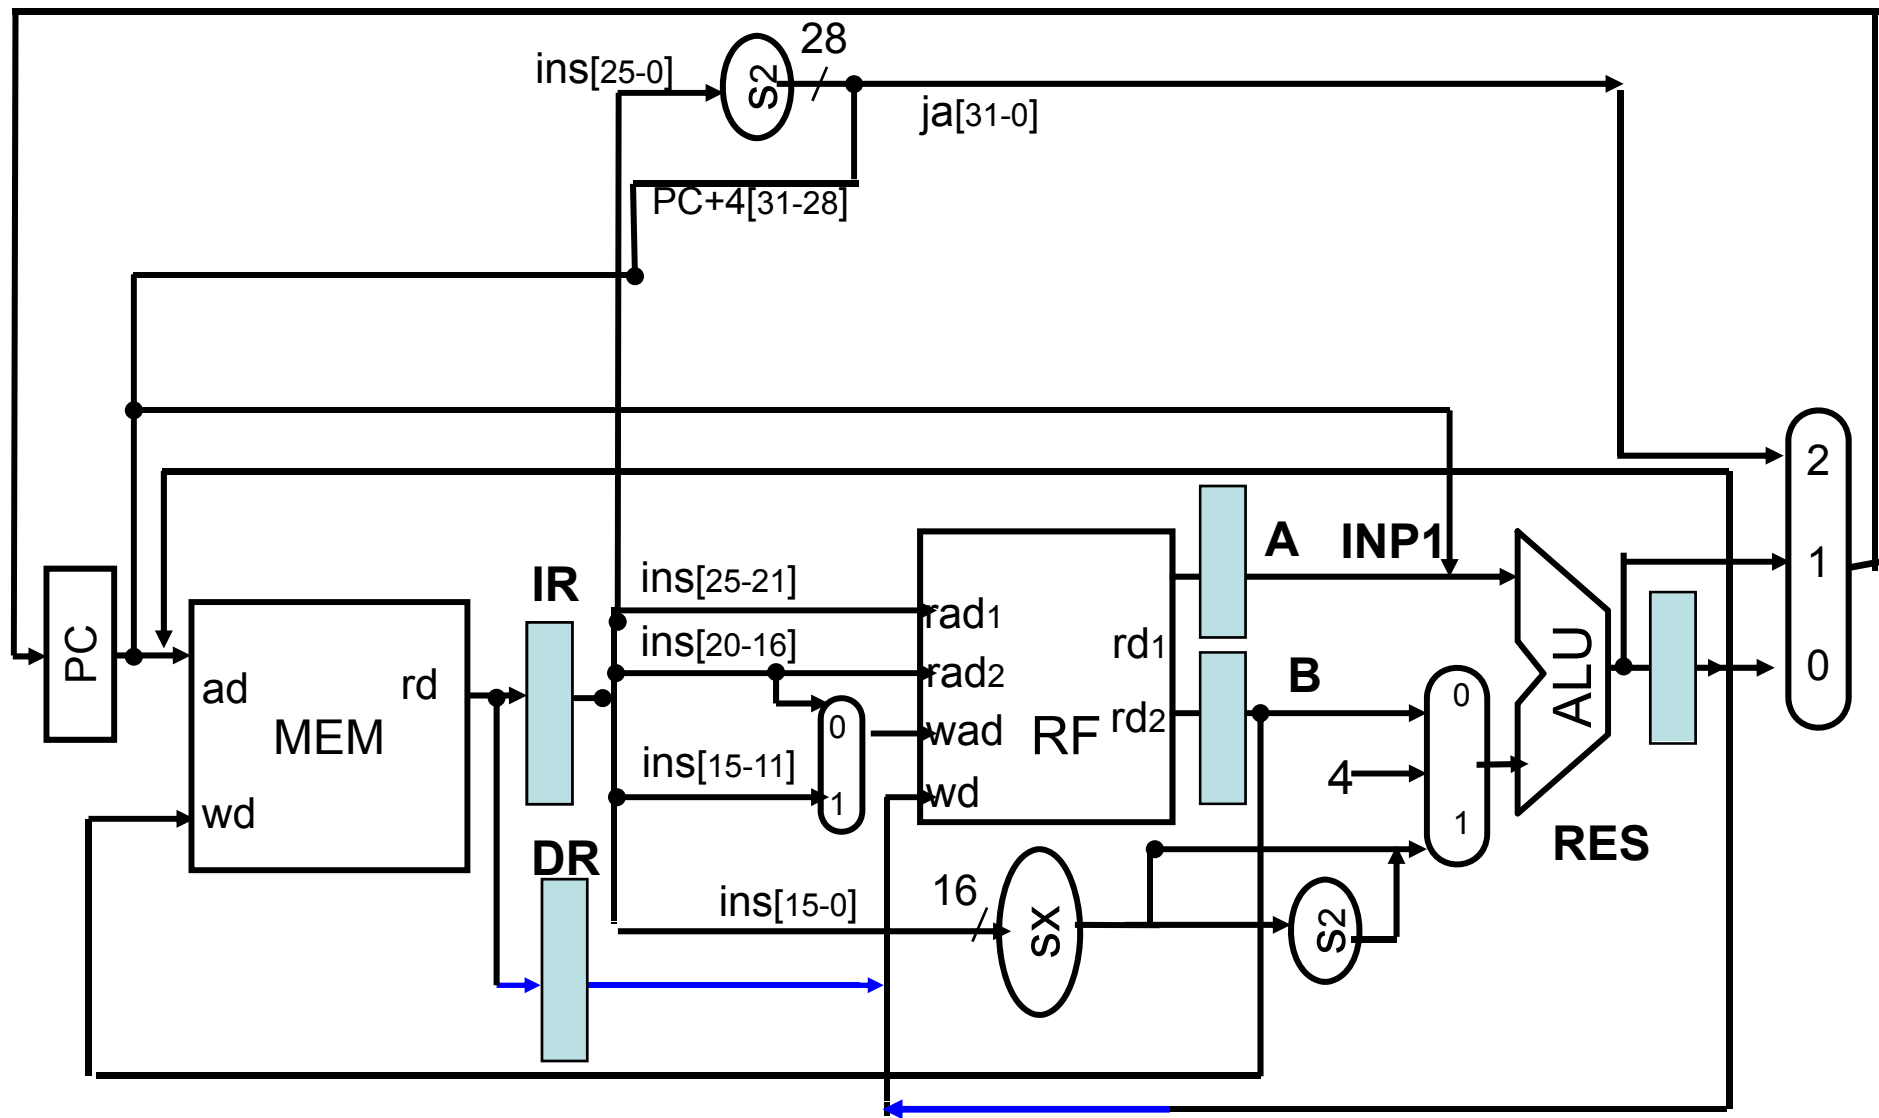 28
ins[25-0]
s2
ja[31-0]
PC+4[31-28]
2
1
0
PC
IR
ins[25-21]
ins[20-16]
ins[15-11]
ins[15-0]
16
MEM
ad
rd
wd
DR
0
1
rad1
rad2
wad
wd
rd1
rd2
RF
A
INP1
B
4
0
1
ALU
RES
sx
s2